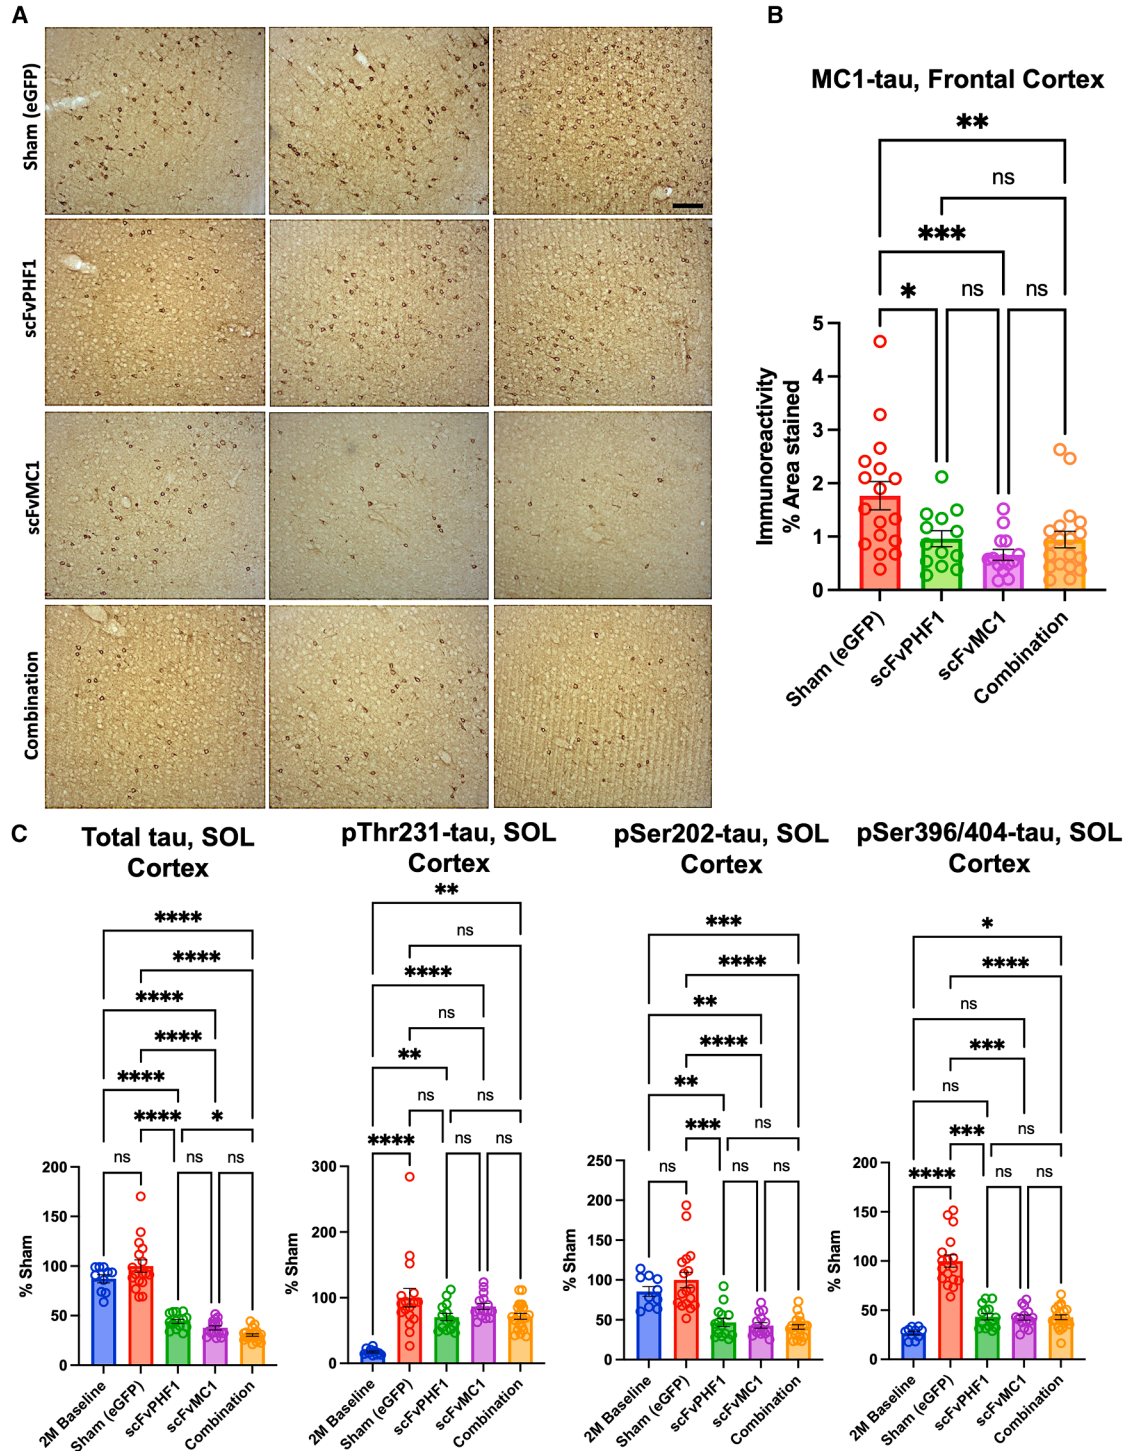 A
B
Sham (eGFP)
scFvPHF1
scFvMC1
Combination
MC1-tau, Frontal Cortex
**
ns
***
*
ns
ns
Immunoreactivity
% Area stained
5
4
3
2
1
0
Sham (eGFP)
scFvPHF1
scFvMC1
Combination
C
Total tau, SOL
Cortex
****
****
****
****
****
****
*
ns
ns
ns
% Sham
200
150
100
50
0
2M Baseline
Sham (eGFP)
scFvPHF1
scFvMC1
Combination
pThr231-tau, SOL
Cortex
**
ns
****
ns
**
ns
ns
****
ns
ns
% Sham
300
200
100
0
2M Baseline
Sham (eGFP)
scFvPHF1
scFvMC1
Combination
pSer202-tau, SOL
Cortex
***
****
**
****
**
***
ns
ns
ns
ns
% Sham
250
200
150
100
50
0
2M Baseline
Sham (eGFP)
scFvPHF1
scFvMC1
Combination
pSer396/404-tau, SOL
Cortex
*
****
ns
***
ns
***
ns
****
ns
ns
% Sham
200
150
100
50
0
2M Baseline
Sham (eGFP)
scFvPHF1
scFvMC1
Combination